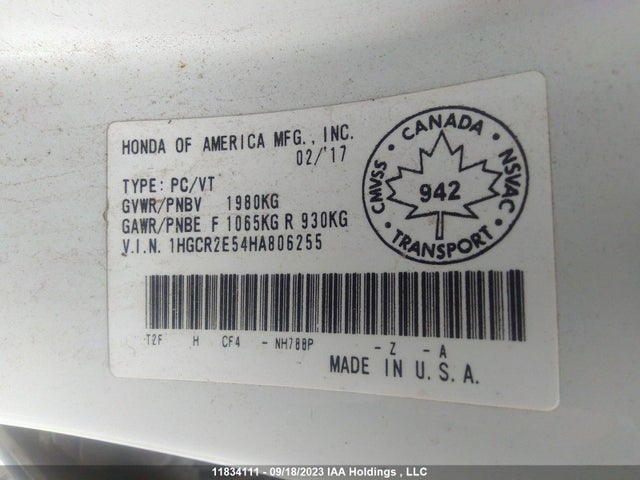 HONDA OF AMERICA MFG., INC.
02/'17
TYPE: PC/VT
GVWR/PNBV 1980KG
GAWR/PNBE F 1065KG R 930KG
V.I.N. 1HGCR2E54HA806255
CANADA
CMVSS
NSVAC
942
TRANSPORT
T2F H CF4 - NH788P - Z - A
MADE IN U.S.A.
11834111 - 09/18/2023 IAA Holdings , LLC